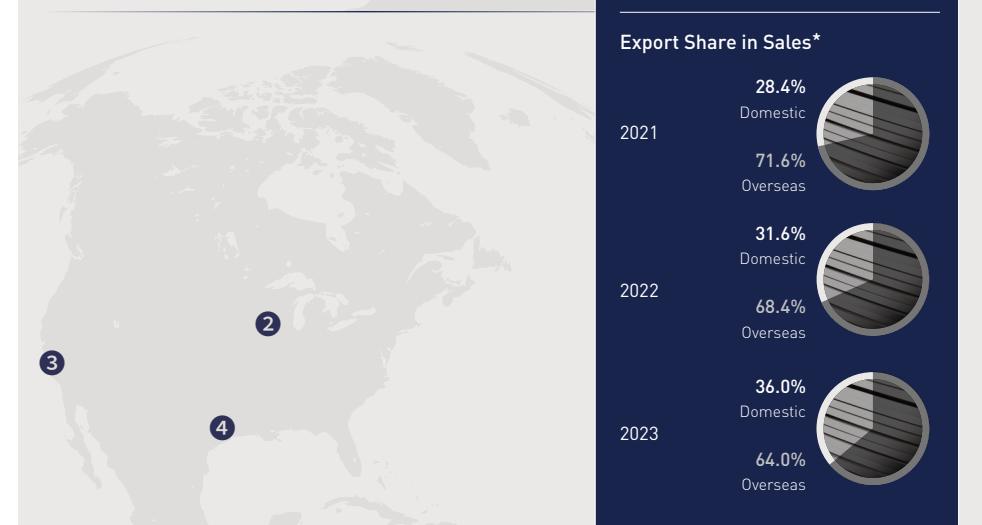 Export Share in Sales*
28.4%
Domestic
2021
71.6%
Overseas
31.6%
Domestic
2022
68.4%
Overseas
2
3
36.0%
Domestic
4
2023
64.0%
Overseas